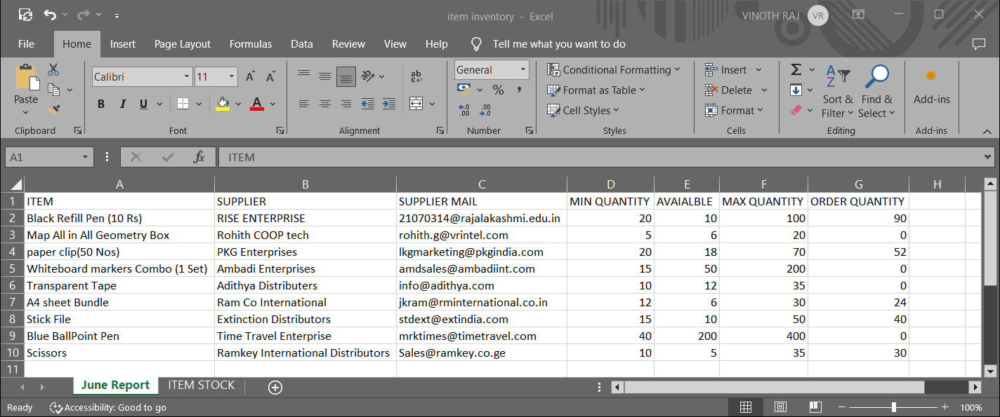 item inventory - Excel
VINOTH RAJ VR
File Home Insert Page Layout Formulas Data Review View Help Tell me what you want to do
Calibri 11 ab General Conditional Formatting Insert Σ A Z
Paste B I U A % , Format as Table Delete Sort & Filter Find & Select Add-ins
.00 .0 Cell Styles Format
Clipboard Font Alignment Number Styles Cells Editing Add-ins
A1 fx ITEM
A B C D E F G H
1 ITEM SUPPLIER SUPPLIER MAIL MIN QUANTITY AVAIALBLE MAX QUANTITY ORDER QUANTITY
2 Black Refill Pen (10 Rs) RISE ENTERPRISE 21070314@rajalakashmi.edu.in 20 10 100 90
3 Map All in All Geometry Box Rohith COOP tech rohith.g@vrintel.com 5 6 20 0
4 paper clip(50 Nos) PKG Enterprises lkgmarketing@pkgindia.com 20 18 70 52
5 Whiteboard markers Combo (1 Set) Ambadi Enterprises amdsales@ambadiint.com 15 50 200 0
6 Transparent Tape Adithya Distributers info@adithya.com 10 12 35 0
7 A4 sheet Bundle Ram Co International jkram@rminternational.co.in 12 6 30 24
8 Stick File Extinction Distributors stdext@extindia.com 15 10 50 40
9 Blue BallPoint Pen Time Travel Enterprise mrktimes@timetravel.com 40 200 400 0
10 Scissors Ramkey International Distributors Sales@ramkey.co.ge 10 5 35 30
11
June Report ITEM STOCK
Ready Accessibility: Good to go 100%